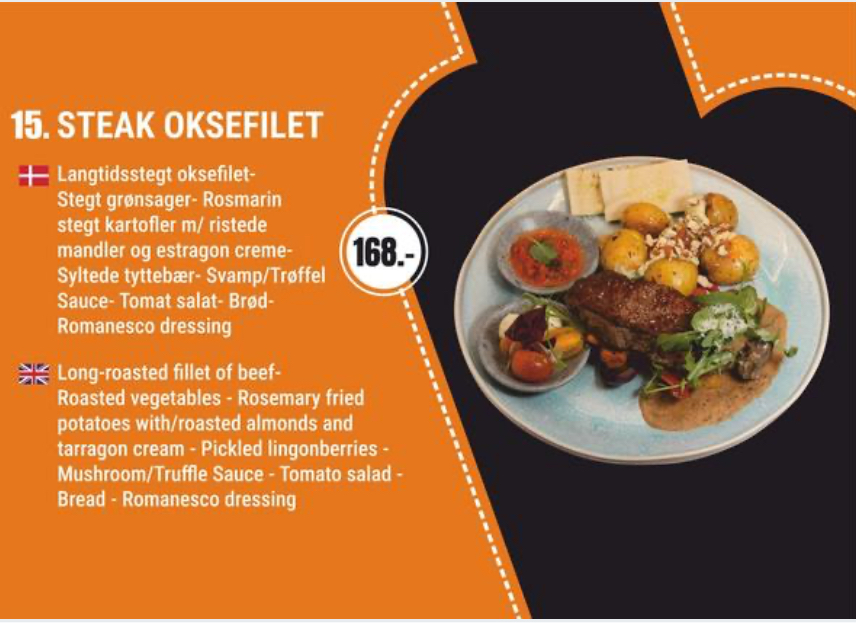 15. STEAK OKSEFILET
Langtidsstegt oksefilet-
Stegt grønsager- Rosmarin
stegt kartofler m/ ristede
mandler og estragon creme-
Syltede tyttebær- Svamp/Trøffel
Sauce- Tomat salat- Brød-
Romanesco dressing
168.-
Long-roasted fillet of beef-
Roasted vegetables - Rosemary fried
potatoes with/roasted almonds and
tarragon cream - Pickled lingonberries -
Mushroom/Truffle Sauce - Tomato salad -
Bread - Romanesco dressing